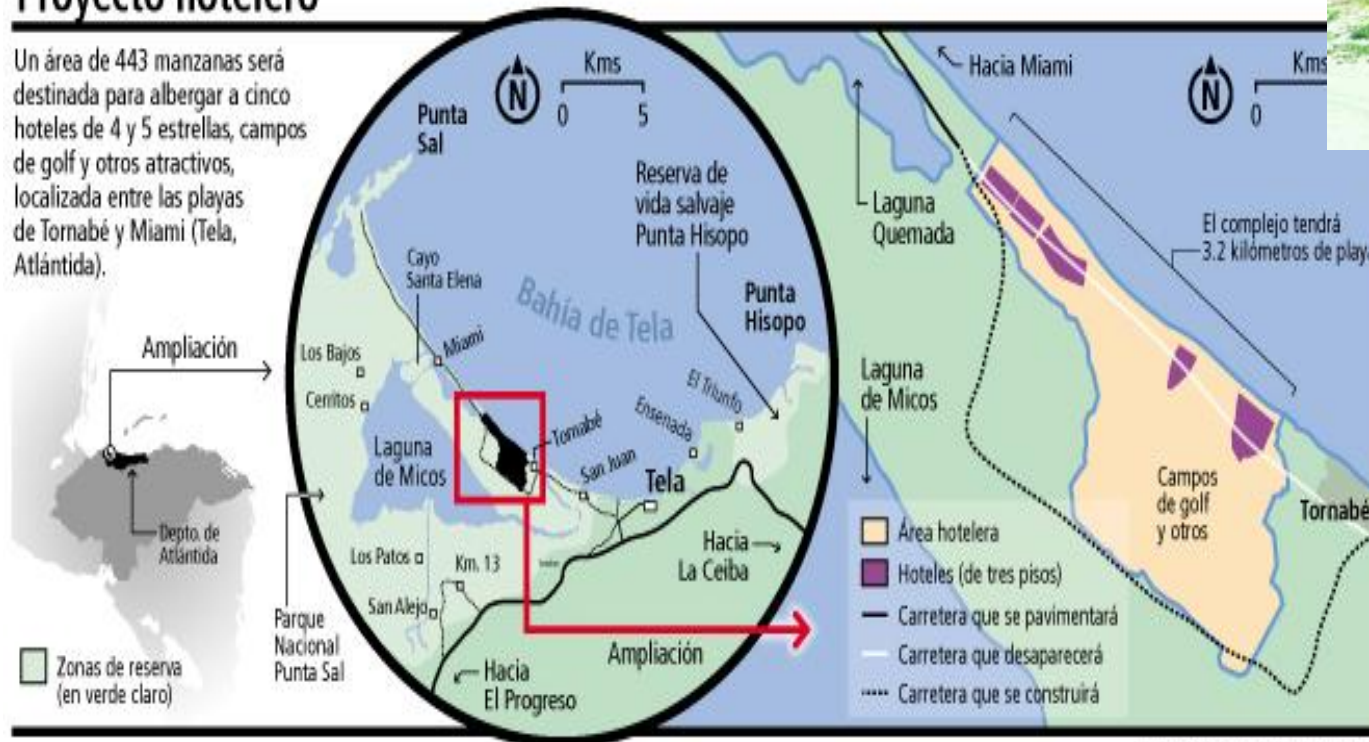 Proyecto hotelero
Un área de 443 manzanas será
destinada para albergar a cinco
hoteles de 4 y 5 estrellas, campos
de golf y otros atractivos,
localizada entre las playas
de Tornabé y Miami (Tela,
Atlántida).
Ampliación
Depto. de
Atlántida
Zonas de reserva
(en verde claro)
Parque
Nacional
Punta Sal
N
Kms
0 5
Punta
Sal
Reserva de
vida salvaje
Punta Hisopo
Cayo
Santa Elena
Bahía de Tela
Punta
Hisopo
Los Bajos
Miami
Cerritos
El Triunfo
Ensenada
Laguna
de Micos
Tornabé
San Juan
Tela
Los Patos
Km. 13
San Alejo
Hacia
La Ceiba
Hacia
El Progreso
Ampliación
Hacia Miami
N
Kms
0
Laguna
Quemada
El complejo tendrá
3.2 kilómetros de playa
Laguna
de Micos
Campos
de golf
y otros
Tornabé
Área hotelera
Hoteles (de tres pisos)
Carretera que se pavimentará
Carretera que desaparecerá
Carretera que se construirá